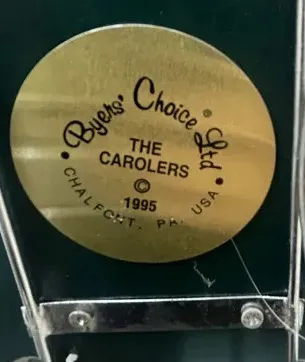 Byers' Choice® Ltd
THE
CAROLERS
©
1995
• CHALFONT, PA. USA •